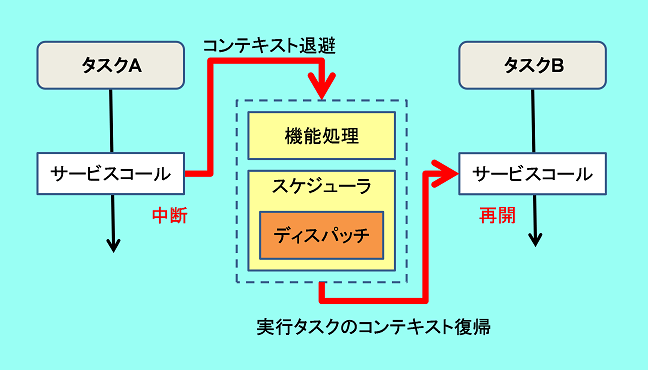 コンテキスト退避
タスクA
タスクB
機能処理
サービスコール
サービスコール
スケジューラ
中断
再開
ディスパッチ
実行タスクのコンテキスト復帰